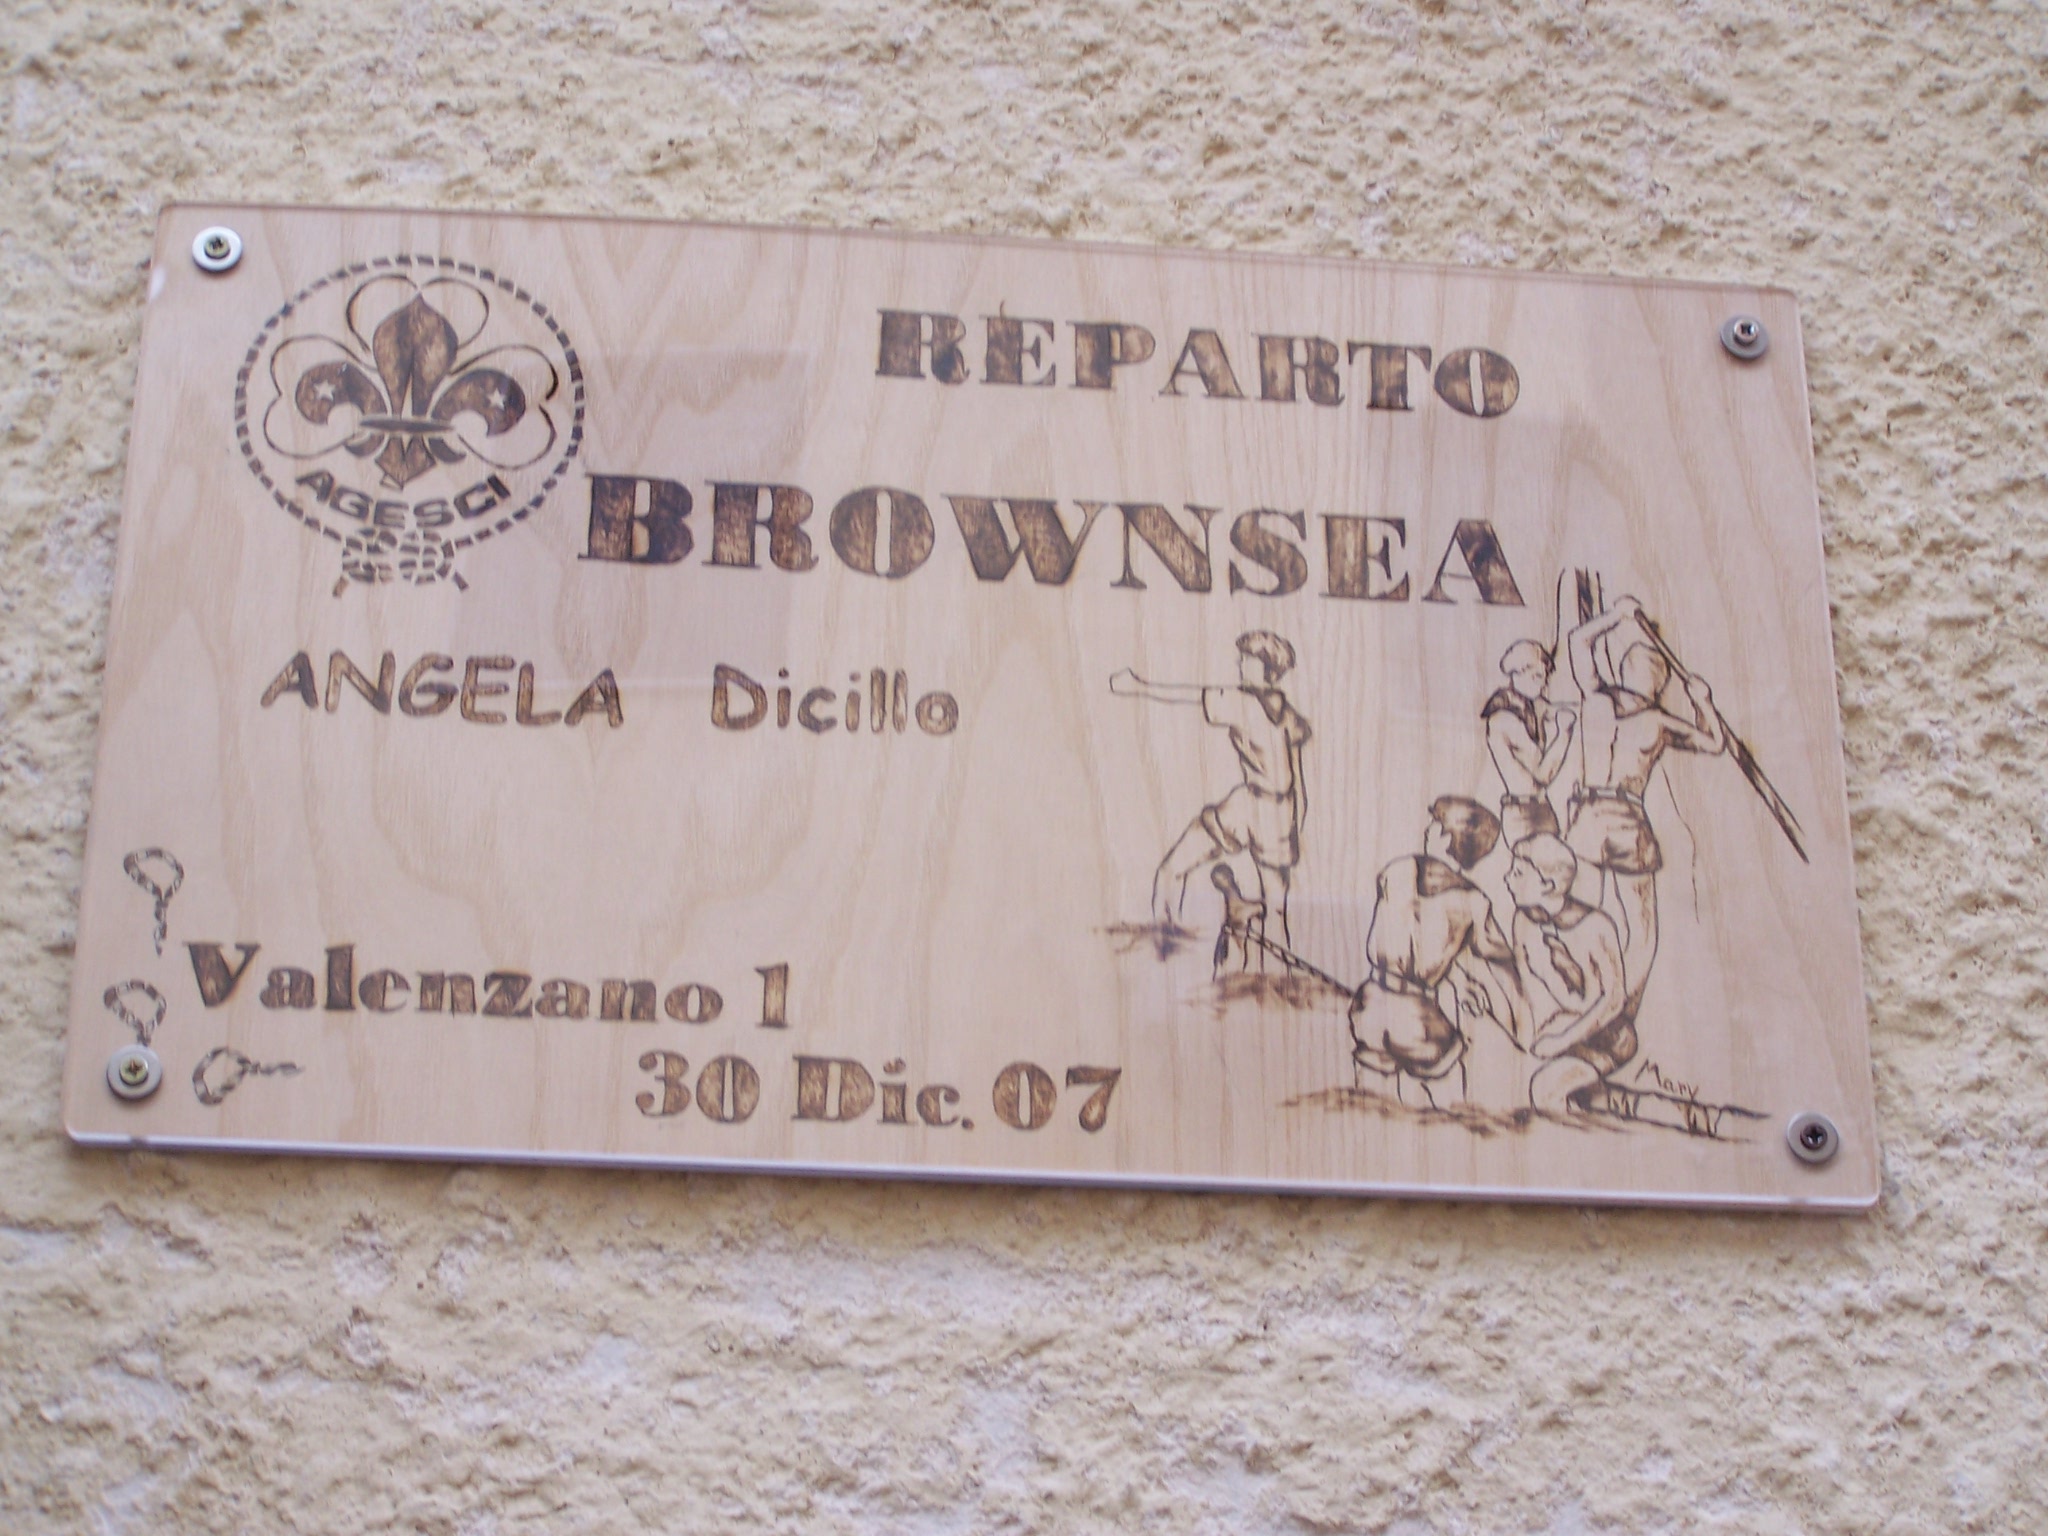 REPARTO
AGESCI
BROWNSEA
ANGELA Dicillo
Valenzano 1
30 Dic. 07
Mary